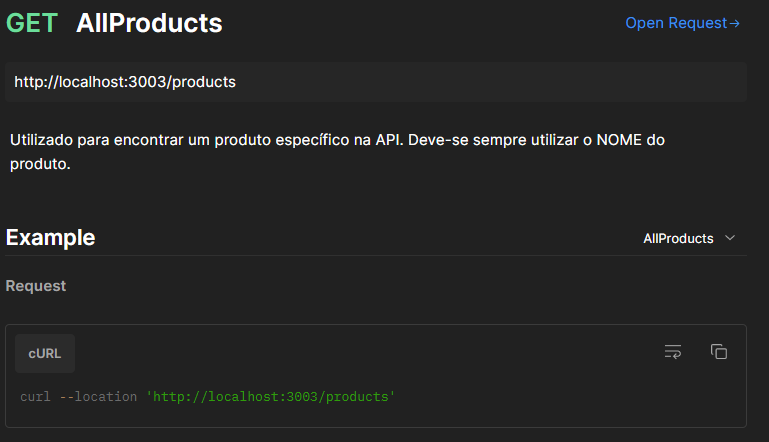 GET AllProducts
Open Request→
http://localhost:3003/products
Utilizado para encontrar um produto específico na API. Deve-se sempre utilizar o NOME do
produto.
Example
AllProducts
Request
cURL
curl --location 'http://localhost:3003/products'